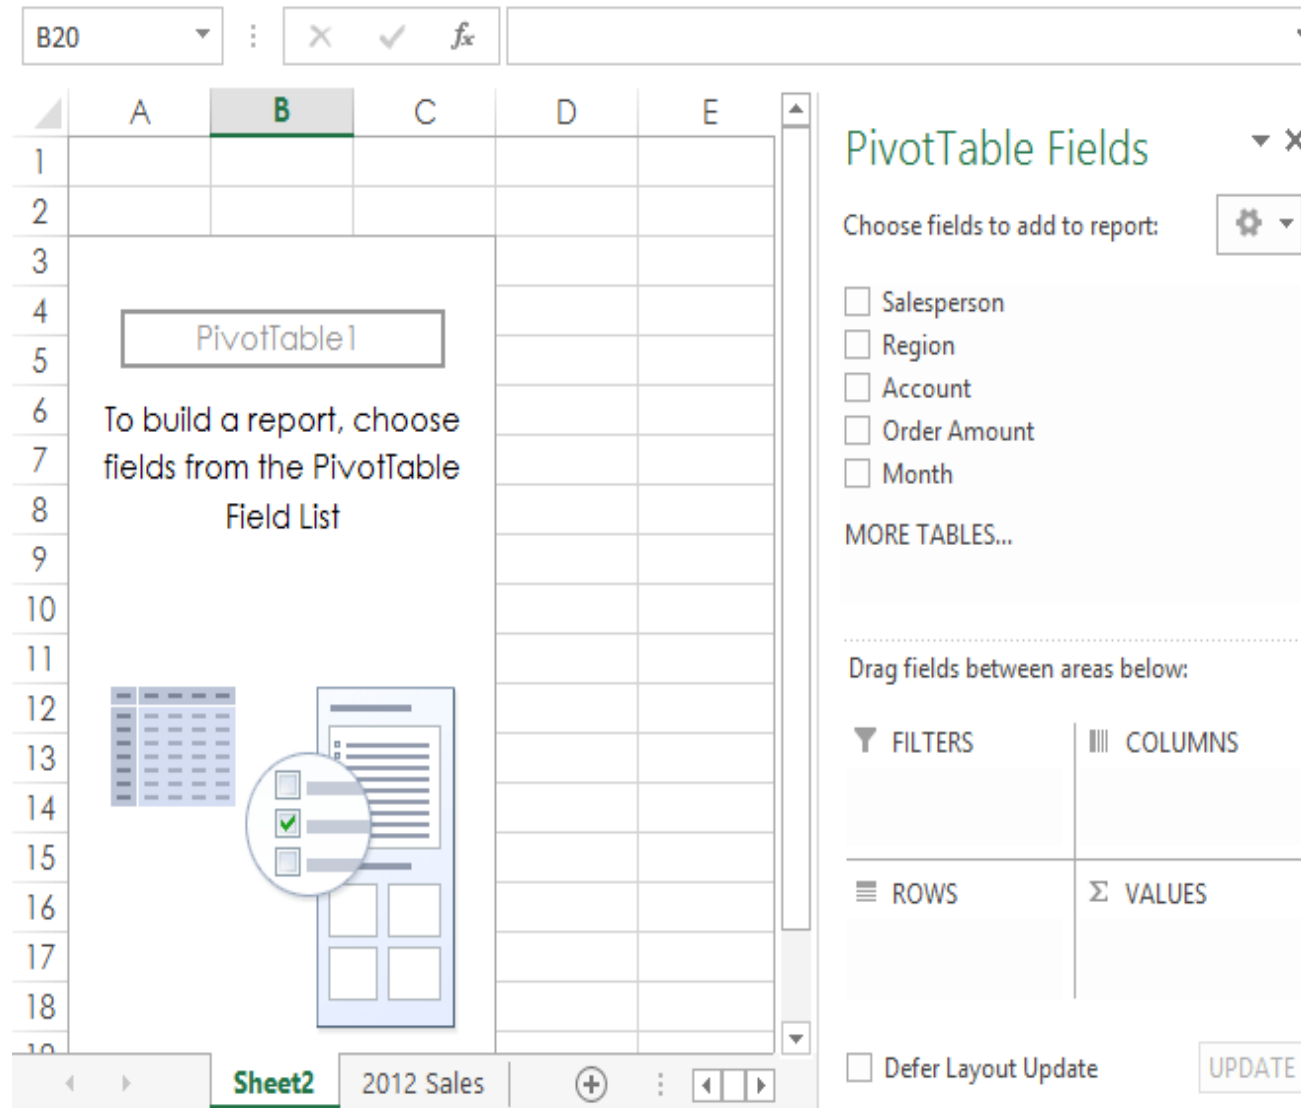 B20
fx
A B C D E
1
2
3
4
5
6
7
8
9
10
11
12
13
14
15
16
17
18
19
PivotTable1
To build a report, choose
fields from the PivotTable
Field List
Sheet2 2012 Sales
PivotTable Fields
Choose fields to add to report:
Salesperson
Region
Account
Order Amount
Month
MORE TABLES...
Drag fields between areas below:
FILTERS
COLUMNS
ROWS
Σ VALUES
Defer Layout Update
UPDATE